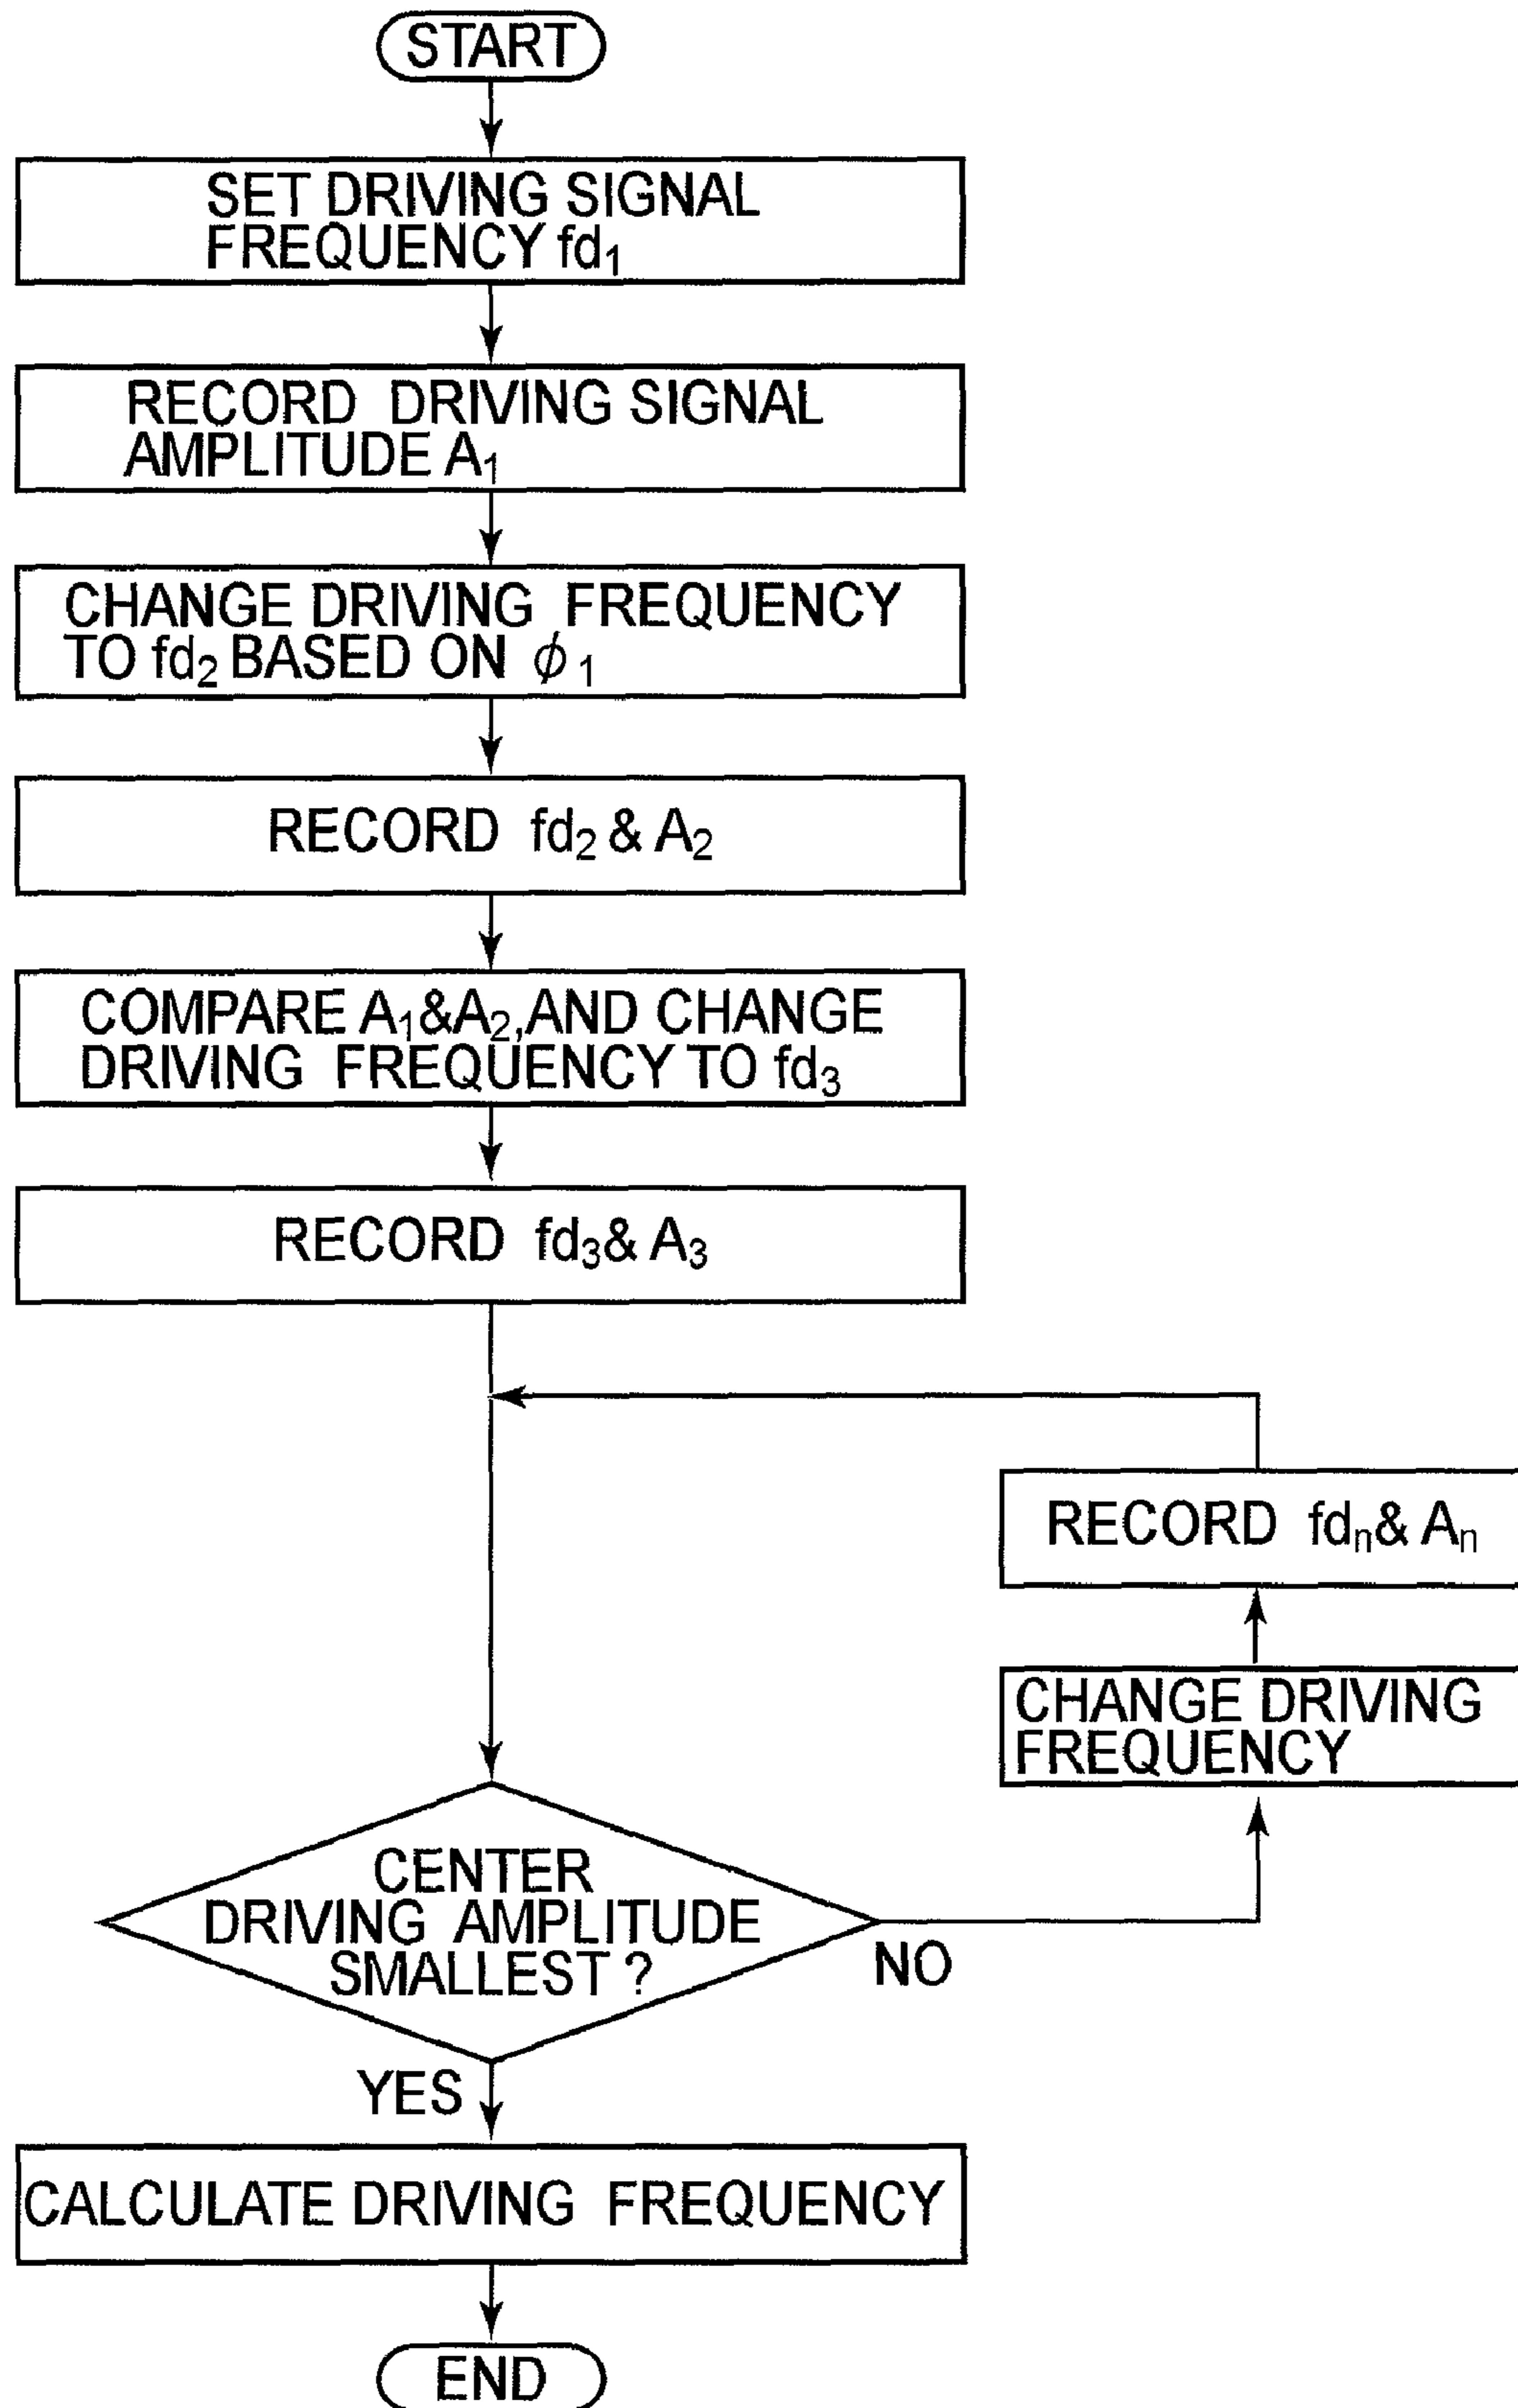 START
SET DRIVING SIGNAL
FREQUENCY fd₁
RECORD DRIVING SIGNAL
AMPLITUDE A₁
CHANGE DRIVING FREQUENCY
TO fd₂ BASED ON ϕ₁
RECORD fd₂ & A₂
COMPARE A₁&A₂,AND CHANGE
DRIVING FREQUENCY TO fd₃
RECORD fd₃& A₃
RECORD fdₙ& Aₙ
CHANGE DRIVING
FREQUENCY
CENTER
DRIVING AMPLITUDE
SMALLEST ?
NO
YES
CALCULATE DRIVING FREQUENCY
END